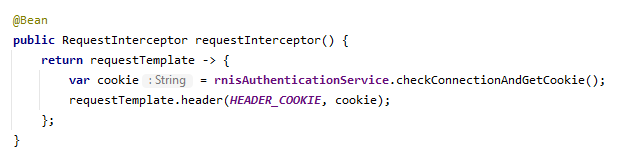 @Bean
public RequestInterceptor requestInterceptor() {
return requestTemplate -> {
var cookie : String = rnisAuthenticationService.checkConnectionAndGetCookie();
requestTemplate.header(HEADER_COOKIE, cookie);
};
}